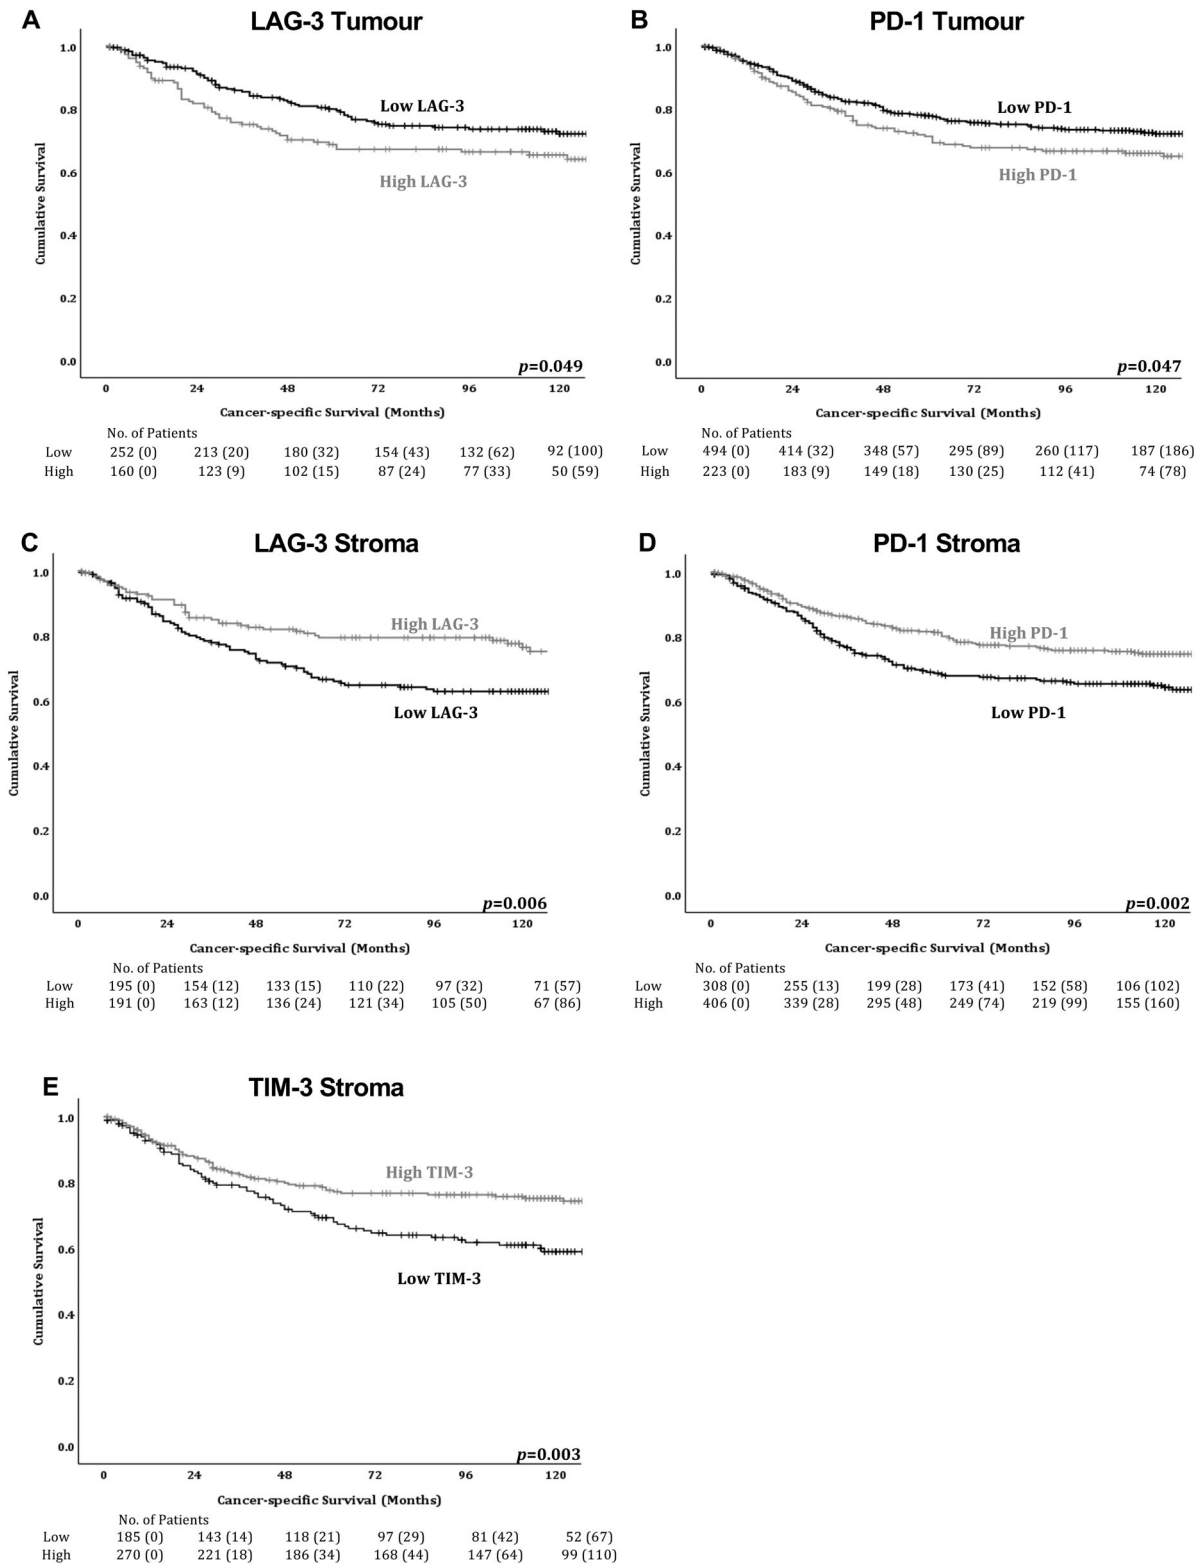 A LAG-3 Tumour
1.0
0.8
0.6
0.4
0.2
0.0
Cumulative Survival
Low LAG-3
High LAG-3
p=0.049
0 24 48 72 96 120
Cancer-specific Survival (Months)
No. of Patients
Low 252 (0) 213 (20) 180 (32) 154 (43) 132 (62) 92 (100)
High 160 (0) 123 (9) 102 (15) 87 (24) 77 (33) 50 (59)
B PD-1 Tumour
1.0
0.8
0.6
0.4
0.2
0.0
Cumulative Survival
Low PD-1
High PD-1
p=0.047
0 24 48 72 96 120
Cancer-specific Survival (Months)
No. of Patients
Low 494 (0) 414 (32) 348 (57) 295 (89) 260 (117) 187 (186)
High 223 (0) 183 (9) 149 (18) 130 (25) 112 (41) 74 (78)
C LAG-3 Stroma
1.0
0.8
0.6
0.4
0.2
0.0
Cumulative Survival
High LAG-3
Low LAG-3
p=0.006
0 24 48 72 96 120
Cancer-specific Survival (Months)
No. of Patients
Low 195 (0) 154 (12) 133 (15) 110 (22) 97 (32) 71 (57)
High 191 (0) 163 (12) 136 (24) 121 (34) 105 (50) 67 (86)
D PD-1 Stroma
1.0
0.8
0.6
0.4
0.2
0.0
Cumulative Survival
High PD-1
Low PD-1
p=0.002
0 24 48 72 96 120
Cancer-specific Survival (Months)
No. of Patients
Low 308 (0) 255 (13) 199 (28) 173 (41) 152 (58) 106 (102)
High 406 (0) 339 (28) 295 (48) 249 (74) 219 (99) 155 (160)
E TIM-3 Stroma
1.0
0.8
0.6
0.4
0.2
0.0
Cumulative Survival
High TIM-3
Low TIM-3
p=0.003
0 24 48 72 96 120
Cancer-specific Survival (Months)
No. of Patients
Low 185 (0) 143 (14) 118 (21) 97 (29) 81 (42) 52 (67)
High 270 (0) 221 (18) 186 (34) 168 (44) 147 (64) 99 (110)